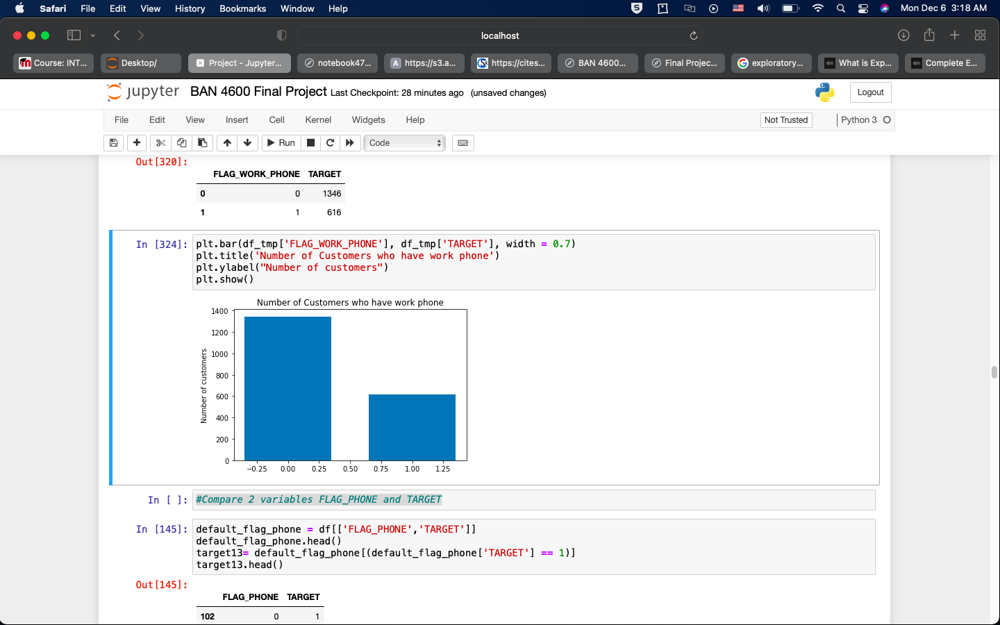 Safari File Edit View History Bookmarks Window Help S Mon Dec 6 3:18 AM
localhost
Course: INT... Desktop/ Project - Jupyter... notebook47... A https://s3.a... https://cites... BAN 4600... Final Projec... G exploratory... What is Exp... Complete E...
jupyter BAN 4600 Final Project Last Checkpoint: 28 minutes ago (unsaved changes) Logout
File Edit View Insert Cell Kernel Widgets Help Not Trusted Python 3
Run Code
Out[320]:
FLAG_WORK_PHONE TARGET
0 0 1346
1 1 616
In [324]: plt.bar(df_tmp['FLAG_WORK_PHONE'], df_tmp['TARGET'], width = 0.7)
plt.title('Number of Customers who have work phone')
plt.ylabel("Number of customers")
plt.show()
Number of Customers who have work phone
1400
1200
1000
800
600
400
200
0
Number of customers
−0.25 0.00 0.25 0.50 0.75 1.00 1.25
In [ ]: #Compare 2 variables FLAG_PHONE and TARGET
In [145]: default_flag_phone = df[['FLAG_PHONE','TARGET']]
default_flag_phone.head()
target13= default_flag_phone[(default_flag_phone['TARGET'] == 1)]
target13.head()
Out[145]:
FLAG_PHONE TARGET
102 0 1